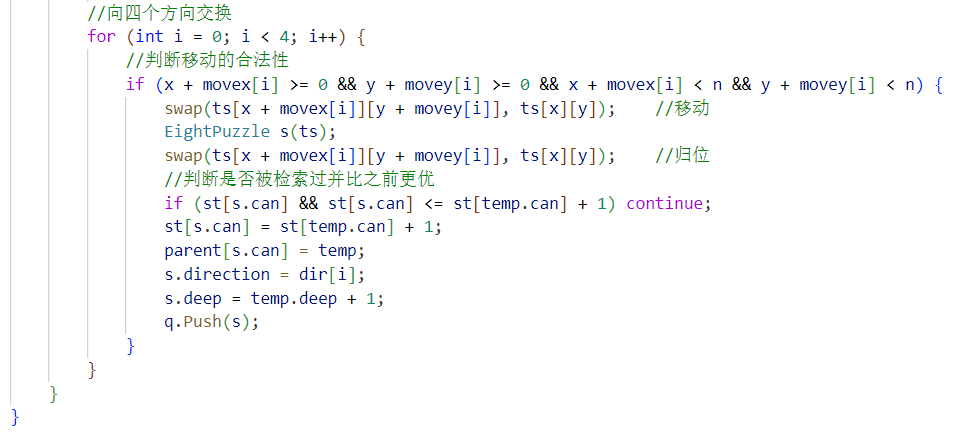 //向四个方向交换
for (int i = 0; i < 4; i++) {
//判断移动的合法性
if (x + movex[i] >= 0 && y + movey[i] >= 0 && x + movex[i] < n && y + movey[i] < n) {
swap(ts[x + movex[i]][y + movey[i]], ts[x][y]);    //移动
EightPuzzle s(ts);
swap(ts[x + movex[i]][y + movey[i]], ts[x][y]);    //归位
//判断是否被检索过并比之前更优
if (st[s.can] && st[s.can] <= st[temp.can] + 1) continue;
st[s.can] = st[temp.can] + 1;
parent[s.can] = temp;
s.direction = dir[i];
s.deep = temp.deep + 1;
q.Push(s);
}
}
}
}